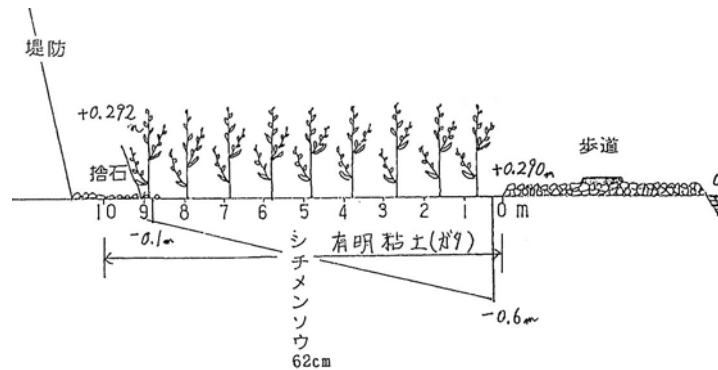 堤防
+0.292m
捨石
+0.290m
歩道
10 9 8 7 6 5 4 3 2 1 0 m
-0.1m
有明粘土(ガタ)
シチメンソウ
62cm
-0.6m